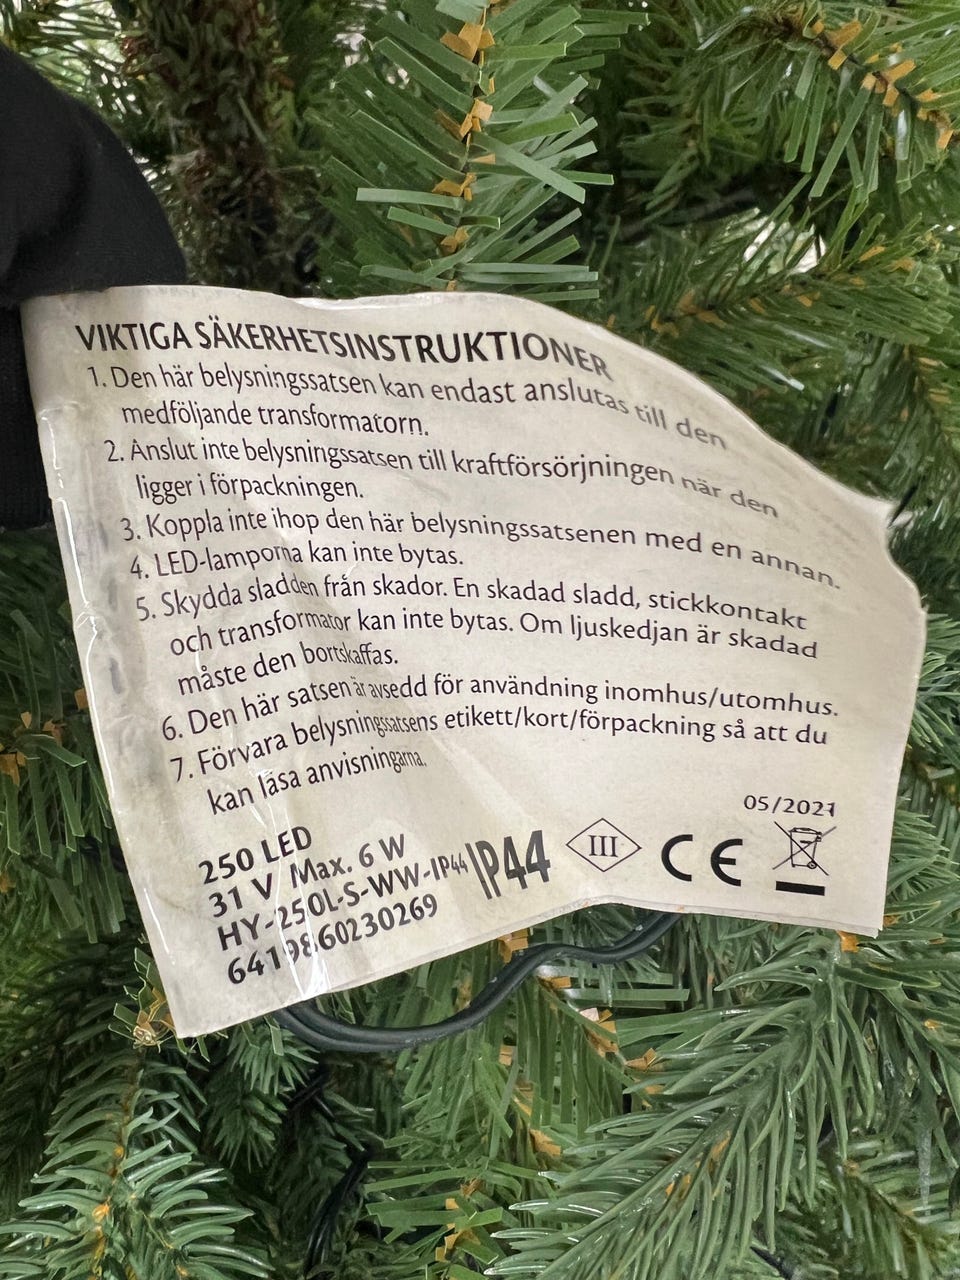 VIKTIGA SÄKERHETSINSTRUKTIONER
1. Den här belysningssatsen kan endast anslutas till den
medföljande transformatorn.
2. Anslut inte belysningssatsen till kraftförsörjningen när den
ligger i förpackningen.
3. Koppla inte ihop den här belysningssatsenen med en annan.
4. LED-lamporna kan inte bytas.
5. Skydda sladden från skador. En skadad sladd, stickkontakt
och transformator kan inte bytas. Om ljuskedjan är skadad
måste den bortskaffas.
6. Den här satsen är avsedd för användning inomhus/utomhus.
7. Förvara belysningssatsens etikett/kort/förpackning så att du
kan läsa anvisningarna.
05/2021
250 LED
31 V Max. 6 W
HY-250L-S-WW-IP44
6419860230269
IP44
III
CE